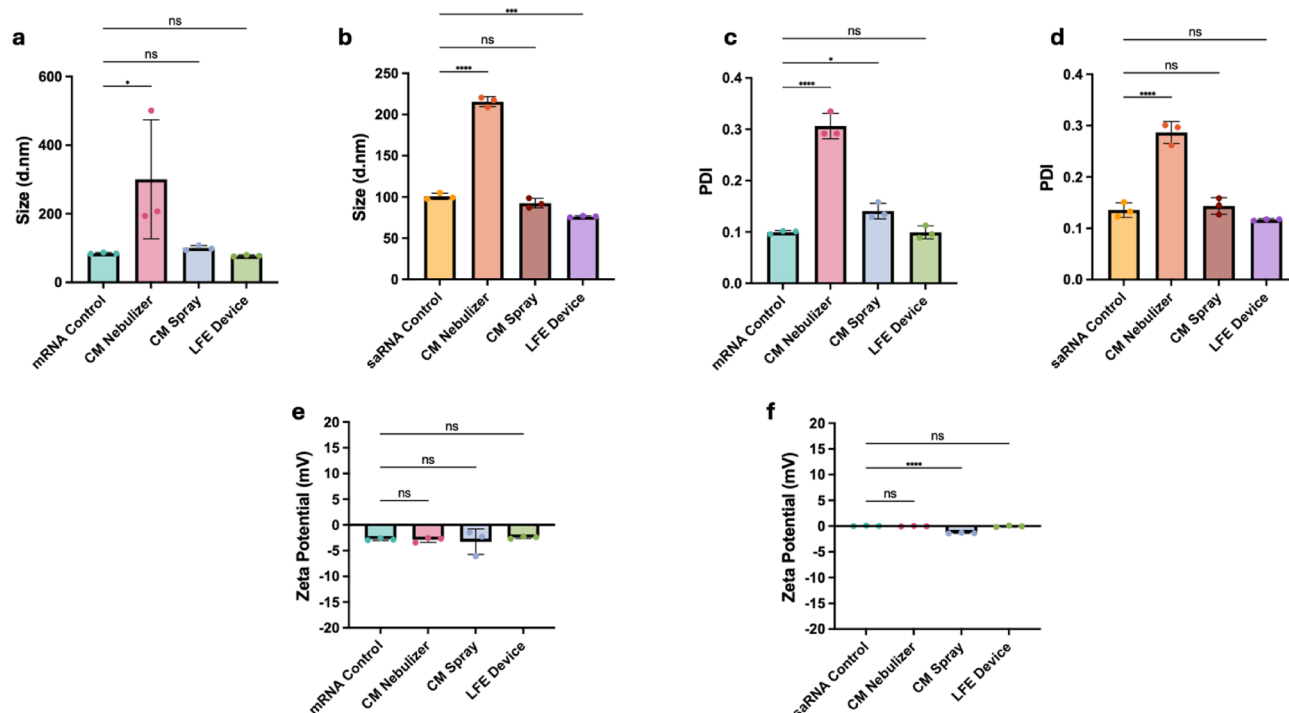 a
ns
ns
*
Size (d.nm)
600
400
200
0
mRNA Control
CM Nebulizer
CM Spray
LFE Device
b
***
ns
****
Size (d.nm)
250
200
150
100
50
0
saRNA Control
CM Nebulizer
CM Spray
LFE Device
c
ns
*
****
PDI
0.4
0.3
0.2
0.1
0.0
mRNA Control
CM Nebulizer
CM Spray
LFE Device
d
ns
ns
****
PDI
0.4
0.3
0.2
0.1
0.0
saRNA Control
CM Nebulizer
CM Spray
LFE Device
e
ns
ns
ns
Zeta Potential (mV)
20
15
10
5
0
-5
-10
-15
-20
mRNA Control
CM Nebulizer
CM Spray
LFE Device
f
ns
****
ns
Zeta Potential (mV)
20
15
10
5
0
-5
-10
-15
-20
saRNA Control
CM Nebulizer
CM Spray
LFE Device